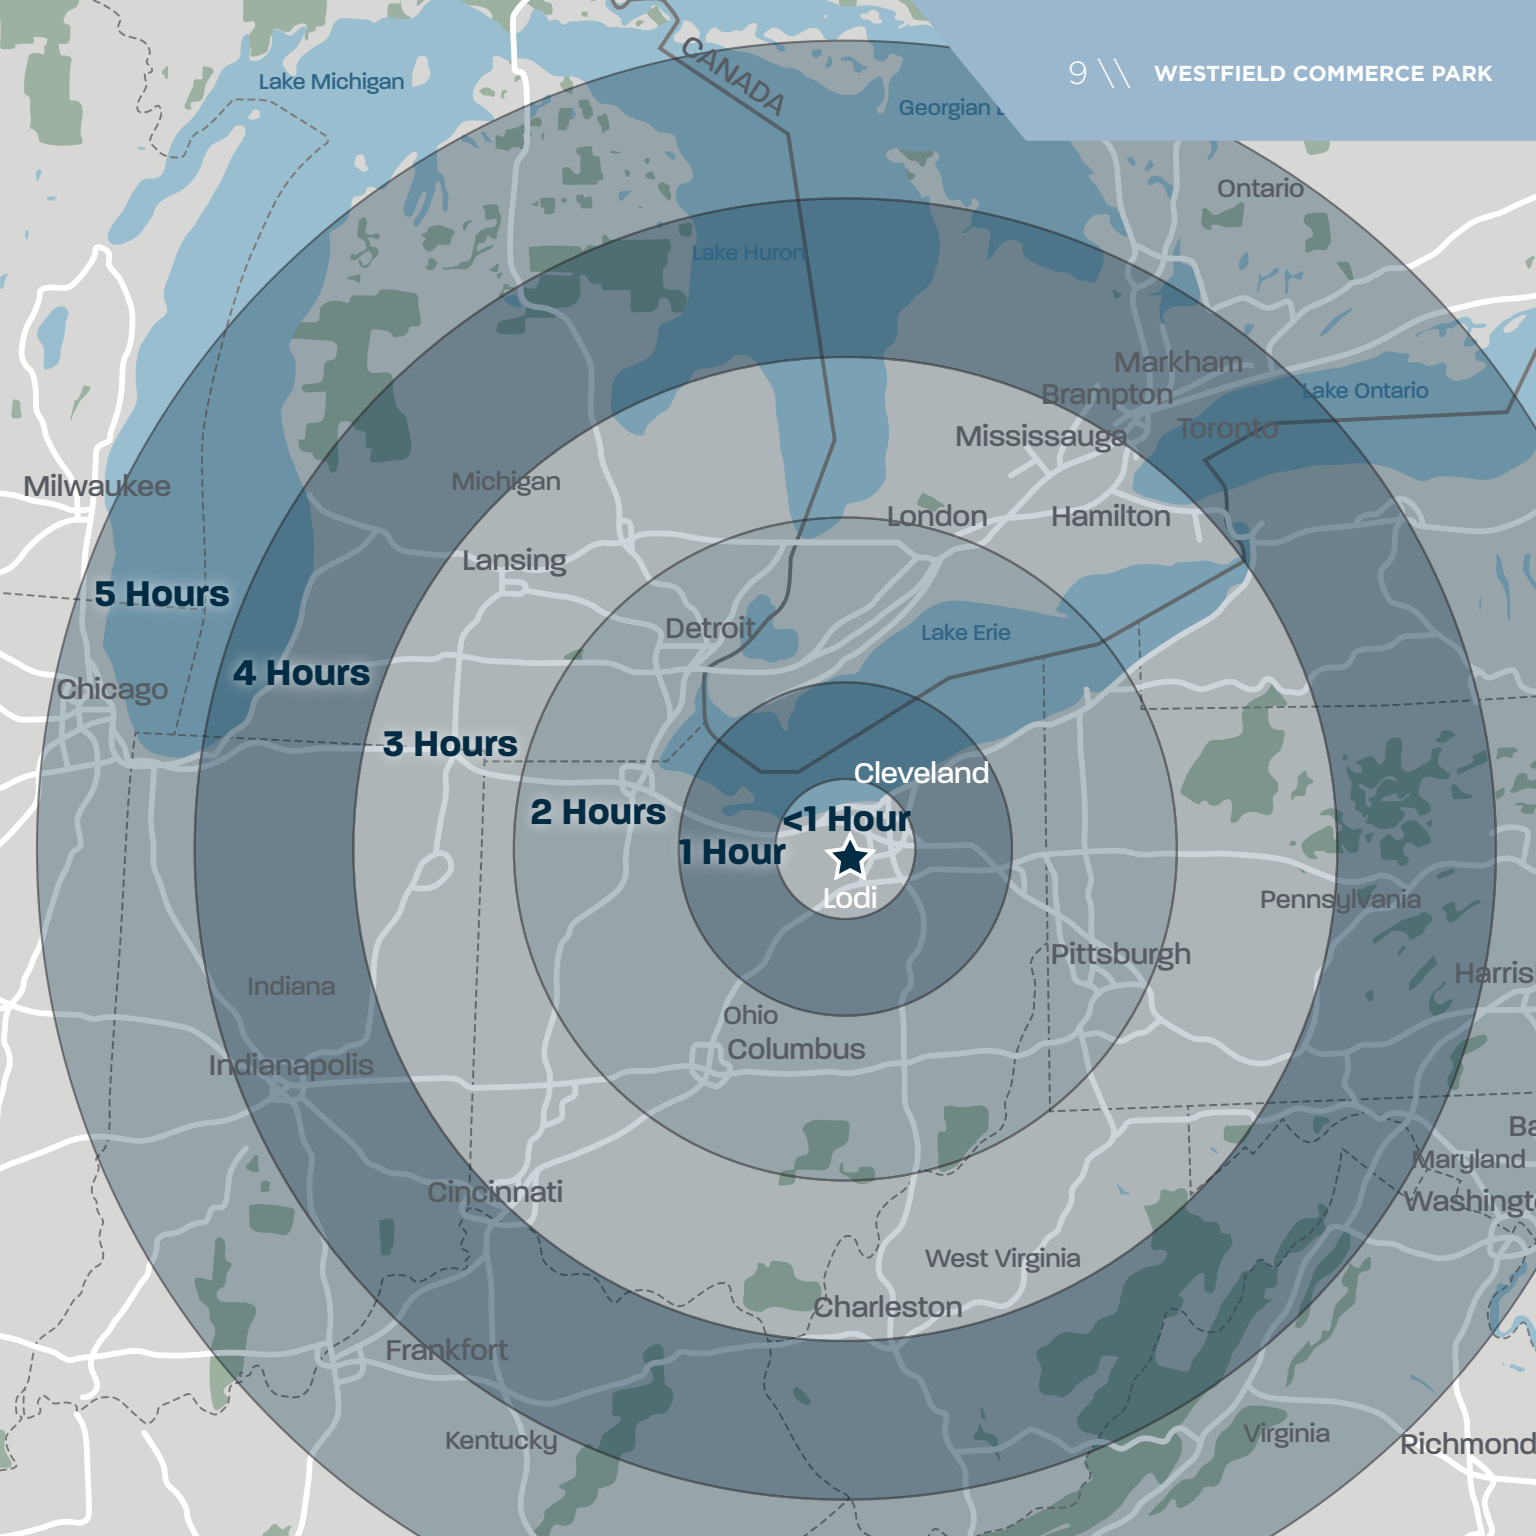 9 \\ WESTFIELD COMMERCE PARK
CANADA
Lake Michigan
Georgian
Ontario
Lake Huron
Markham
Brampton
Lake Ontario
Toronto
Mississauga
Milwaukee
Michigan
London
Hamilton
Lansing
5 Hours
Detroit
Lake Erie
4 Hours
Chicago
3 Hours
Cleveland
2 Hours
<1 Hour
1 Hour
Lodi
Pennsylvania
Pittsburgh
Harris
Indiana
Ohio
Columbus
Indianapolis
Ba
Maryland
Cincinnati
Washingt
West Virginia
Charleston
Frankfort
Kentucky
Virginia
Richmond